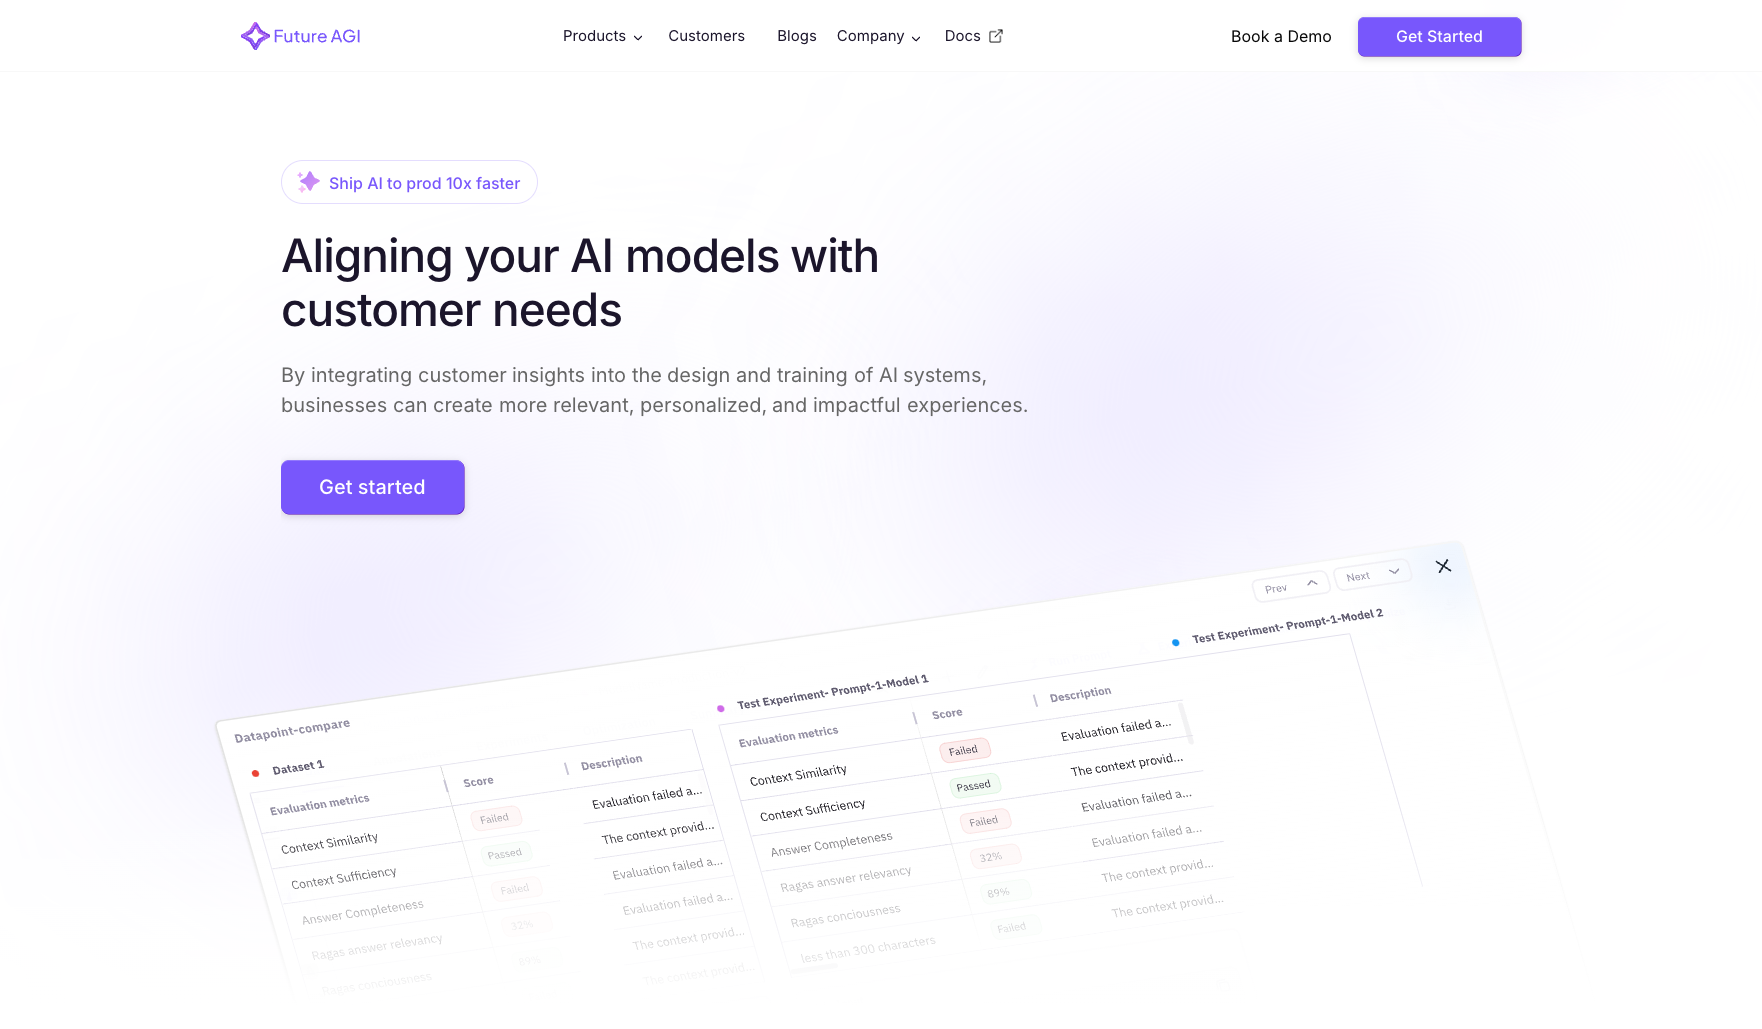 Future AGI
Products
Customers
Blogs
Company
Docs
Book a Demo
Get Started
Ship AI to prod 10x faster
Aligning your AI models with
customer needs
By integrating customer insights into the design and training of AI systems,
businesses can create more relevant, personalized, and impactful experiences.
Get started
Prev
Next
Datapoint-compare
Dataset 1
Evaluation metrics
Score
Description
Context Similarity
Failed
Evaluation failed a...
Context Sufficiency
Passed
The context provid...
Answer Completeness
Failed
Evaluation failed a...
Ragas answer relevancy
32%
Evaluation failed a...
Ragas conciousness
89%
The context provid...
The context provid...
Test Experiment- Prompt-1-Model 1
Evaluation metrics
Score
Description
Context Similarity
Failed
Evaluation failed a...
Context Sufficiency
Passed
The context provid...
Answer Completeness
Failed
Evaluation failed a...
Ragas answer relevancy
32%
Evaluation failed a...
Ragas conciousness
89%
The context provid...
less than 300 characters
Failed
The context provid...
Test Experiment- Prompt-1-Model 2